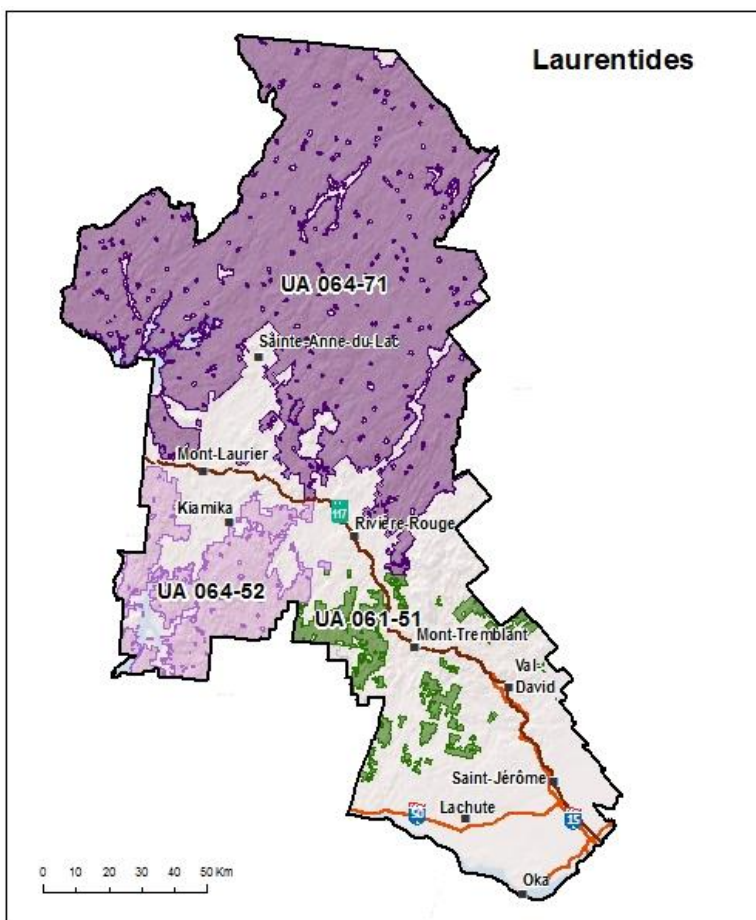 Laurentides
UA 064-71
Sainte-Anne-du-Lac
Mont-Laurier
Kiamika
117
Rivière-Rouge
UA 064-52
UA 061-51
Mont-Tremblant
Val-
David
Saint-Jérôme
Lachute
50
15
0 10 20 30 40 50 Km
Oka